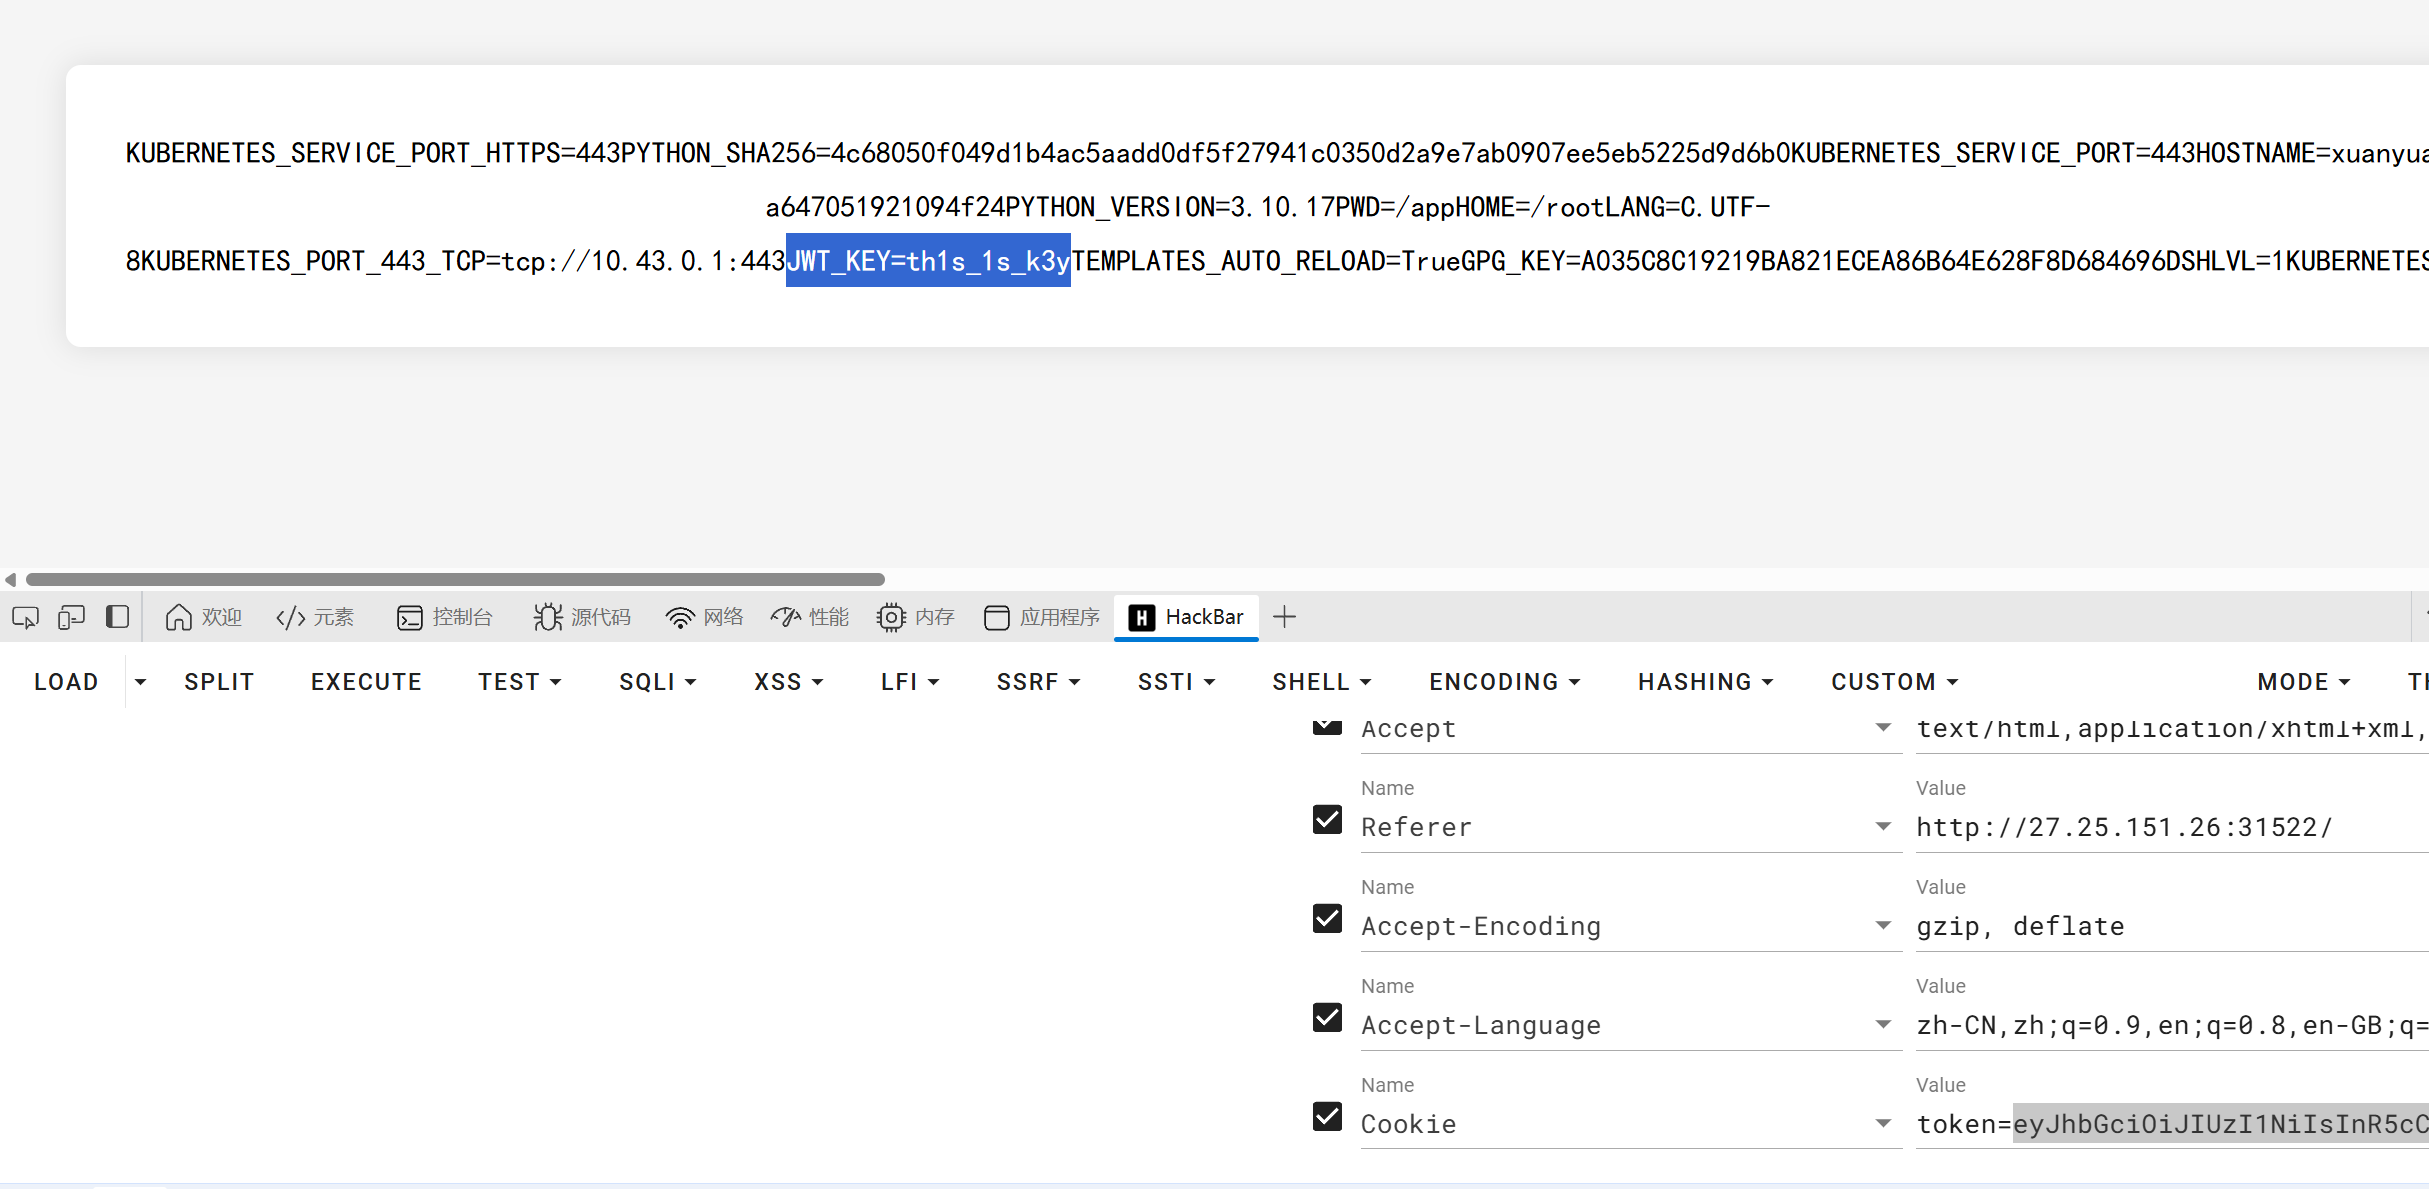 KUBERNETES_SERVICE_PORT_HTTPS=443PYTHON_SHA256=4c68050f049d1b4ac5aadd0df5f27941c0350d2a9e7ab0907ee5eb5225d9d6b0KUBERNETES_SERVICE_PORT=443HOSTNAME=xuanyua
a647051921094f24PYTHON_VERSION=3.10.17PWD=/appHOME=/rootLANG=C.UTF-
8KUBERNETES_PORT_443_TCP=tcp://10.43.0.1:443JWT_KEY=th1s_1s_k3yTEMPLATES_AUTO_RELOAD=TrueGPG_KEY=A035C8C19219BA821ECEA86B64E628F8D684696DSHLVL=1KUBERNETES
欢迎 元素 控制台 源代码 网络 性能 内存 应用程序 HackBar
LOAD SPLIT EXECUTE TEST SQLI XSS LFI SSRF SSTI SHELL ENCODING HASHING CUSTOM MODE TH
Accept text/html,application/xhtml+xml,
Name Value
Referer http://27.25.151.26:31522/
Name Value
Accept-Encoding gzip, deflate
Name Value
Accept-Language zh-CN,zh;q=0.9,en;q=0.8,en-GB;q=
Name Value
Cookie token=eyJhbGciOiJIUzI1NiIsInR5cC